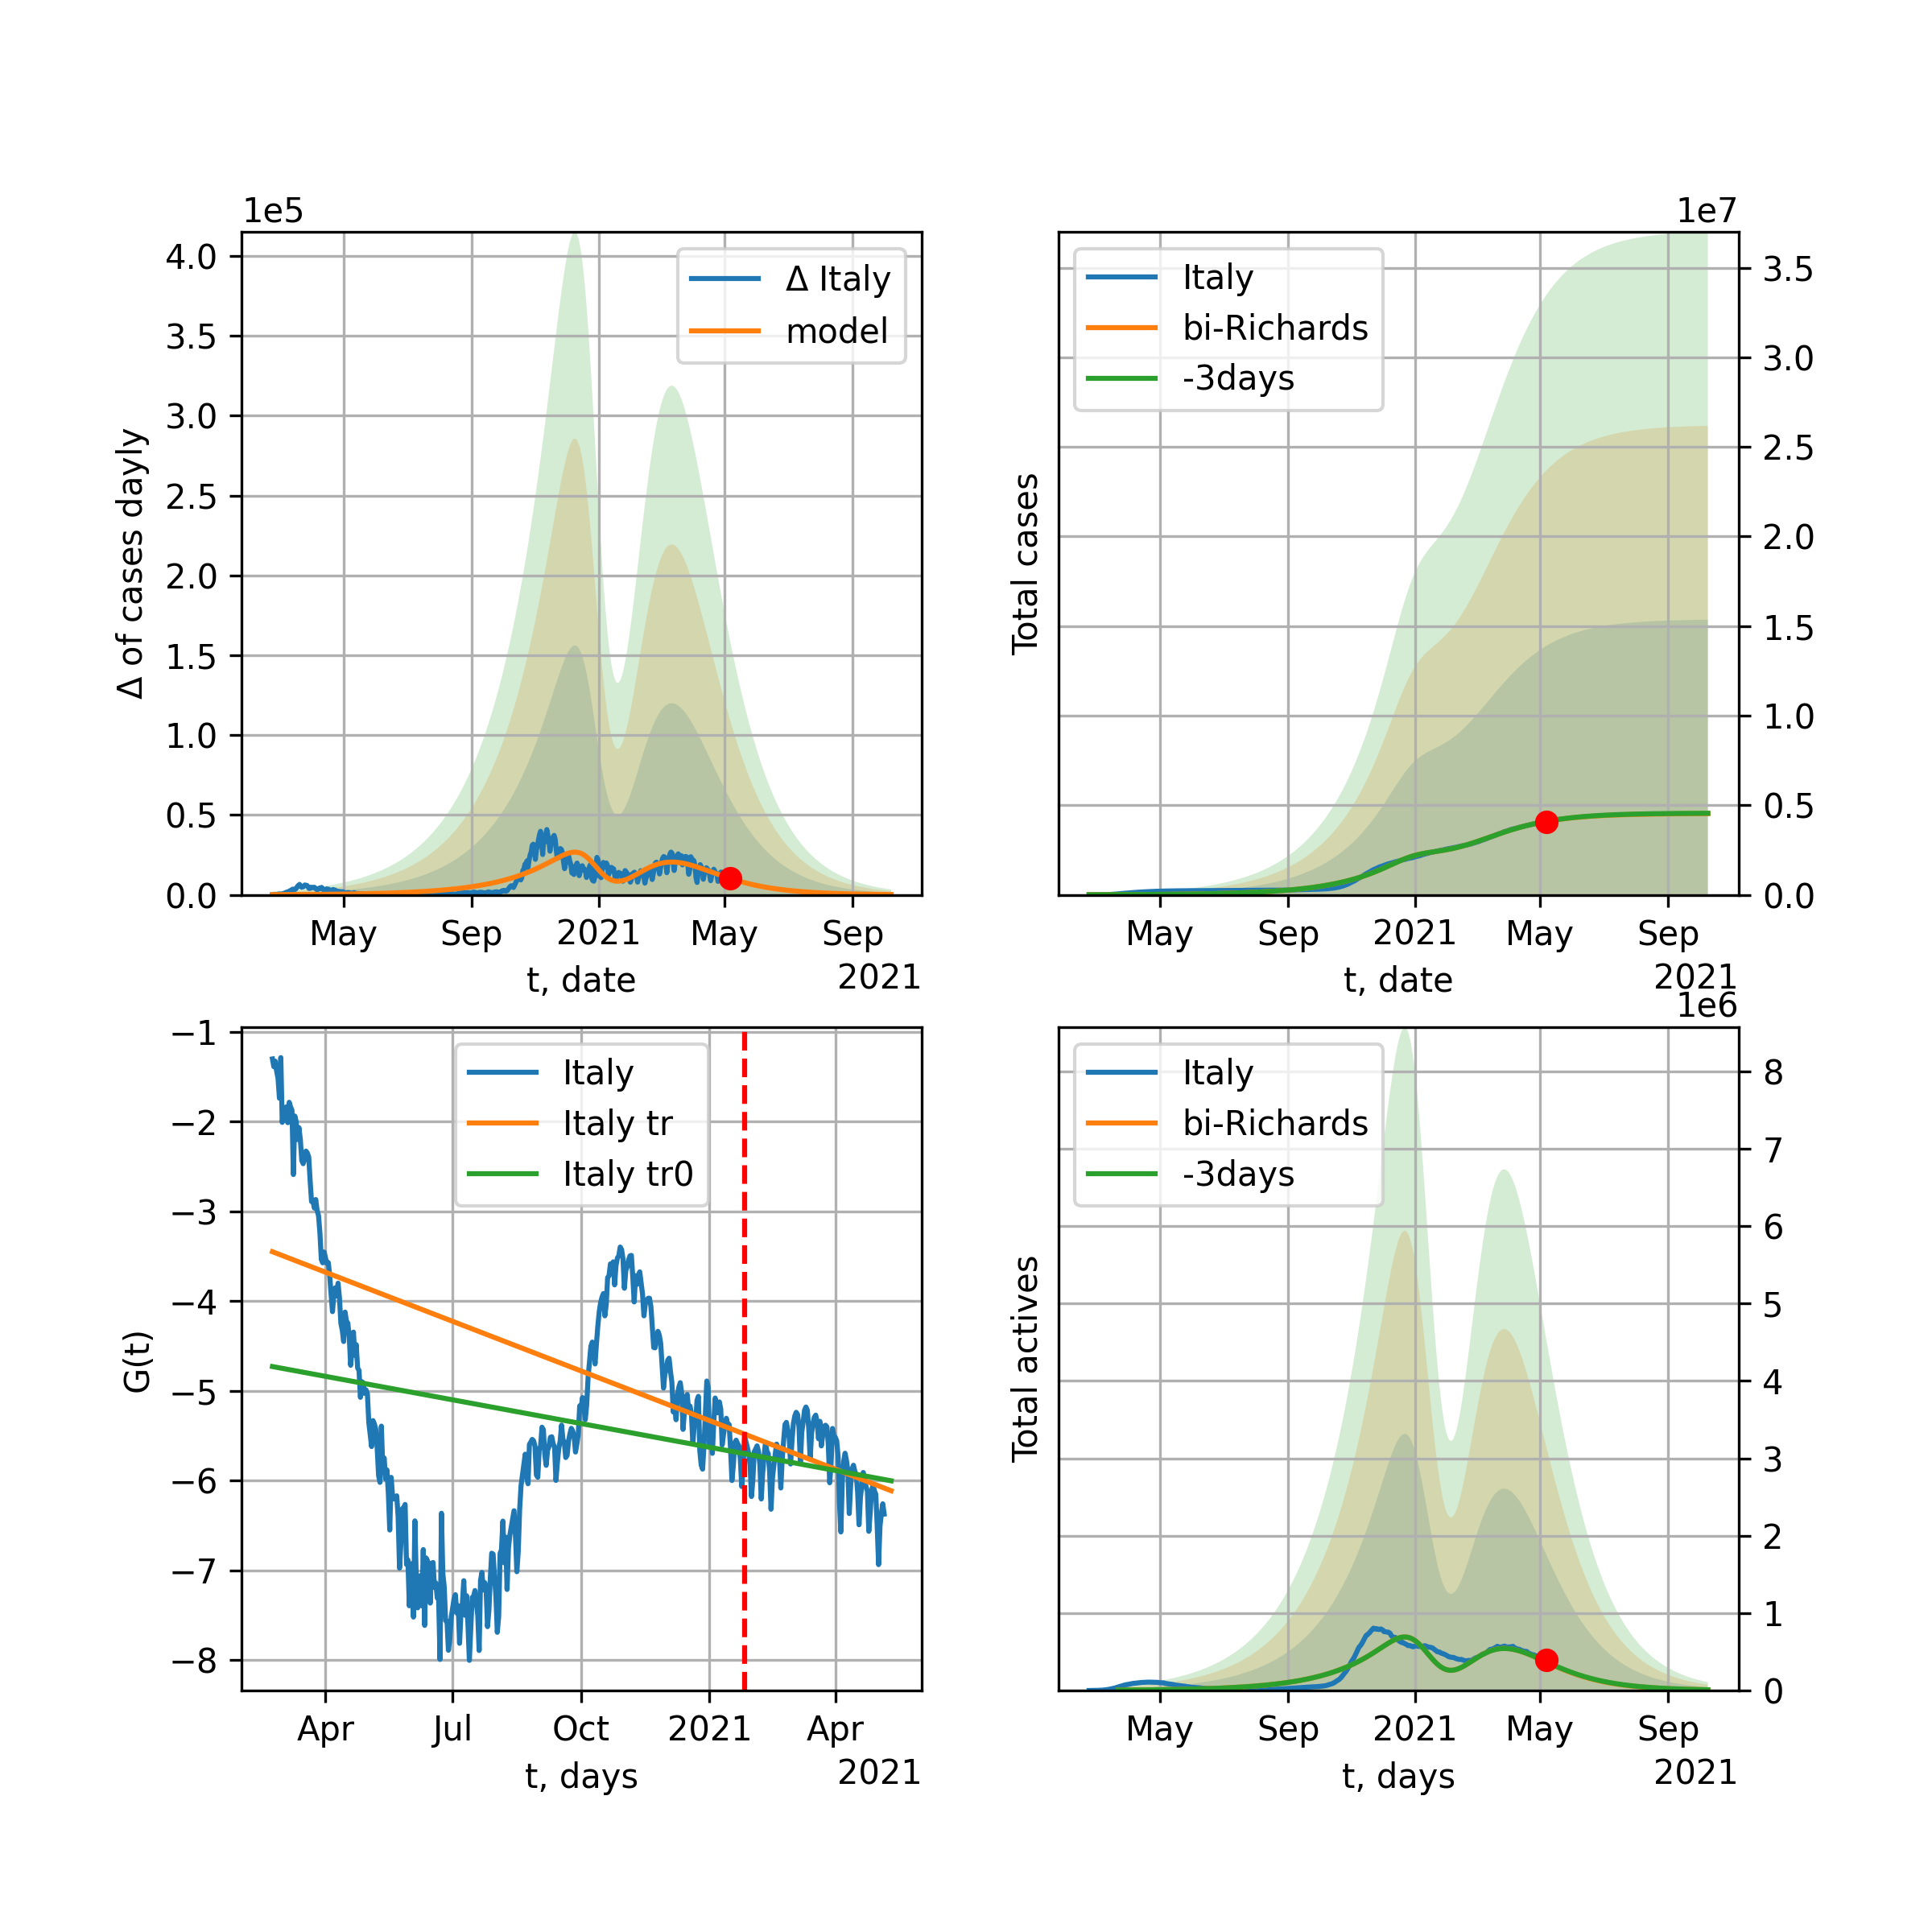 1e5
4.0
3.5
3.0
2.5
2.0
1.5
1.0
0.5
0.0
Δ of cases dayly
Δ Italy
model
May Sep 2021 May Sep
t, date
2021
1e7
3.5
3.0
2.5
2.0
1.5
1.0
0.5
0.0
Total cases
Italy
bi-Richards
-3days
May Sep 2021 May Sep
t, date
2021
−1
−2
−3
−4
−5
−6
−7
−8
G(t)
Italy
Italy tr
Italy tr0
Apr Jul Oct 2021 Apr
t, days
2021
1e6
8
7
6
5
4
3
2
1
0
Total actives
Italy
bi-Richards
-3days
May Sep 2021 May Sep
t, days
2021